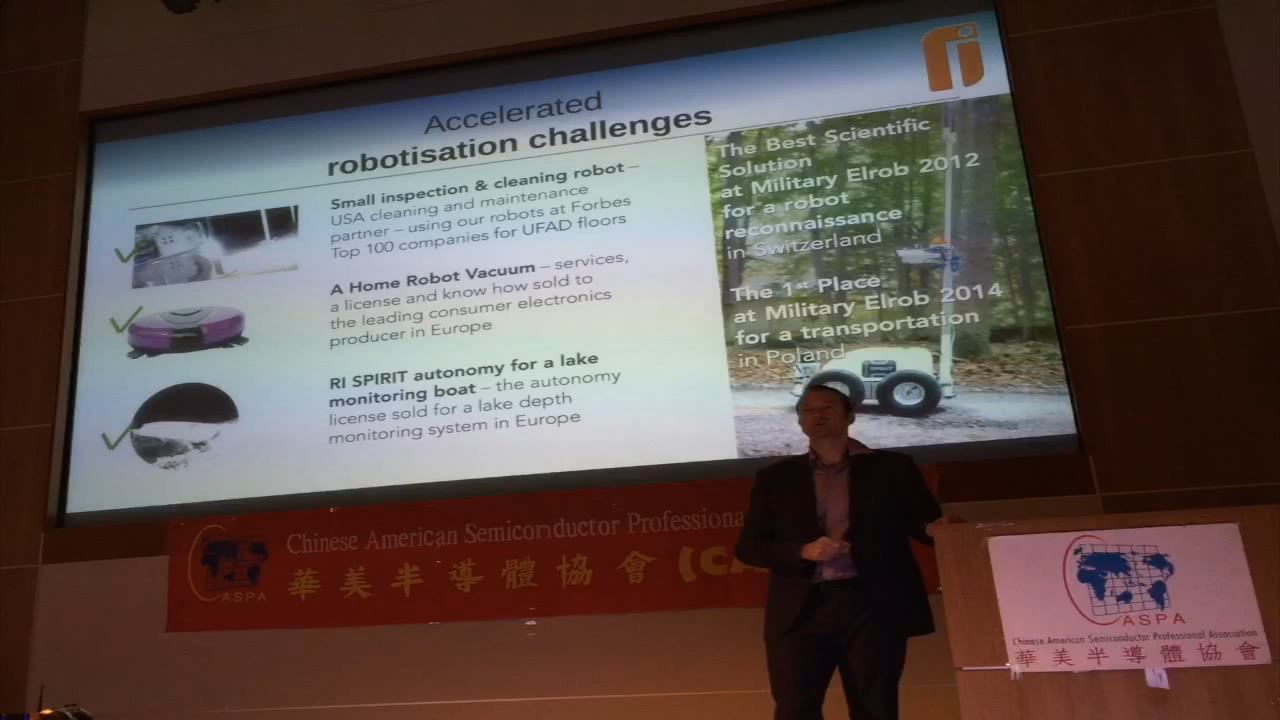 Accelerated
robotisation challenges
Small inspection & cleaning robot –
USA cleaning and maintenance
partner – using our robots at Forbes
Top 100 companies for UFAD floors
A Home Robot Vacuum – services,
a license and know how sold to
the leading consumer electronics
producer in Europe
RI SPIRIT autonomy for a lake
monitoring boat – the autonomy
license sold for a lake depth
monitoring system in Europe
The Best Scientific
Solution
at Military Elrob 2012
for a robot
reconnaissance
in Switzerland
The 1st Place
at Military Elrob 2014
for a transportation
in Poland
ri
Chinese American Semiconductor Professiona
華美半導體協會 (CA
ASPA
ASPA
Chinese American Semiconductor Professional Association
華美半導體協會